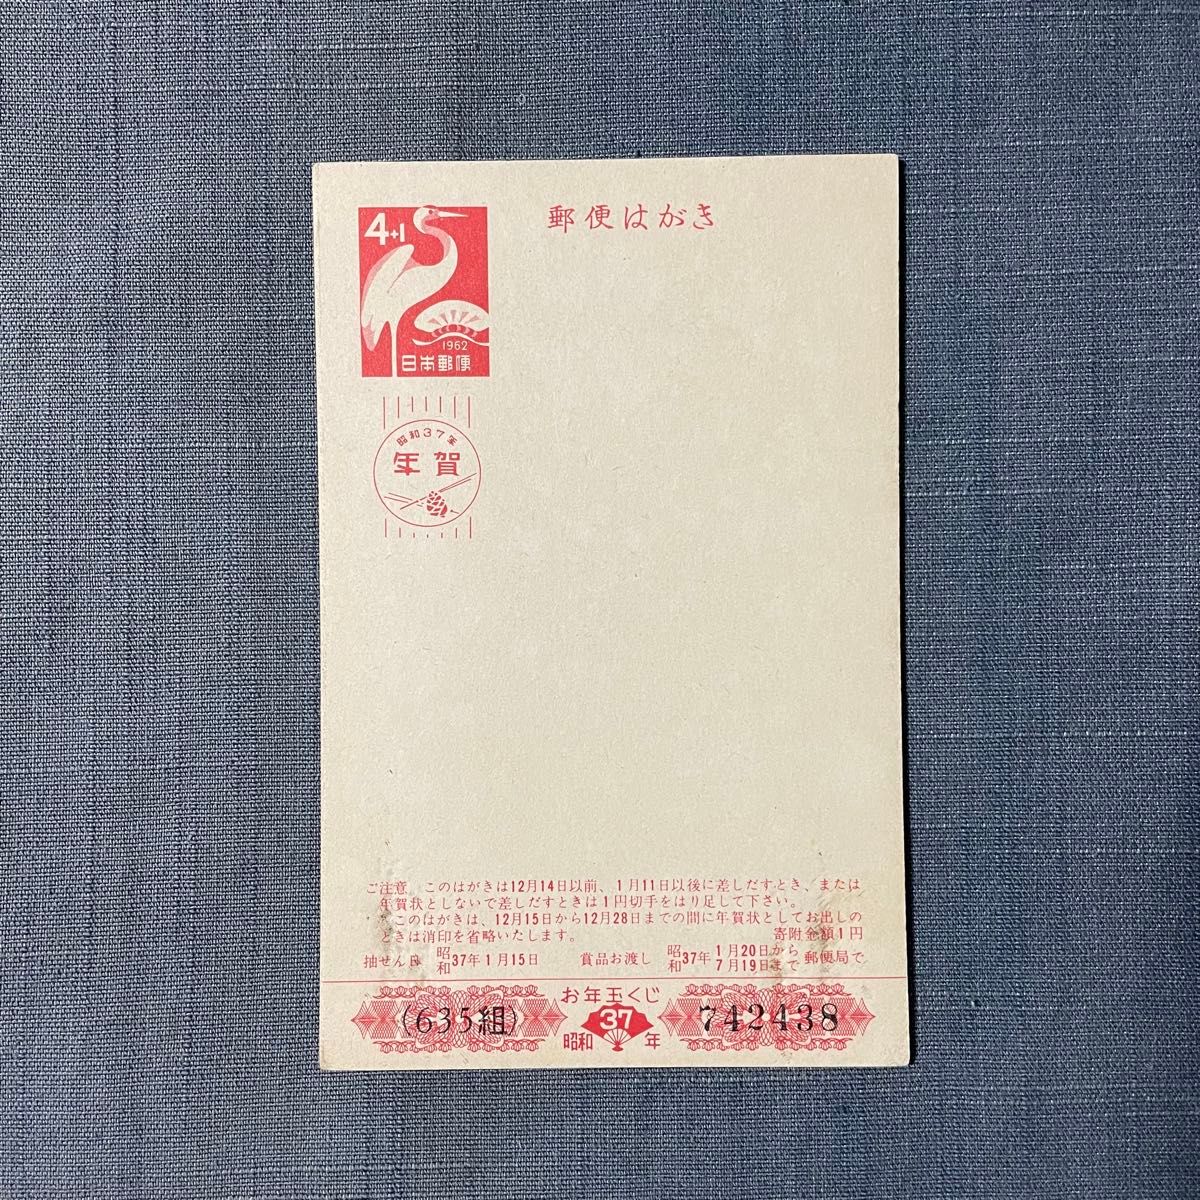 郵便はがき
4+1
1962
日本郵便
昭和37年
年賀
ご注意 このはがきは12月14日以前、1月11日以後に差しだすとき、または
年賀状としないで差しだすときは1円切手をはり足して下さい。
このはがきは、12月15日から12月28日までの間に年賀状としてお出しの
ときは消印を省略いたします。 寄附金額1円
抽せん日 昭和37年1月15日 賞品お渡し 昭和37年 1月20日から 7月19日まで 郵便局で
お年玉くじ
(635組) 37 742438
昭和 年